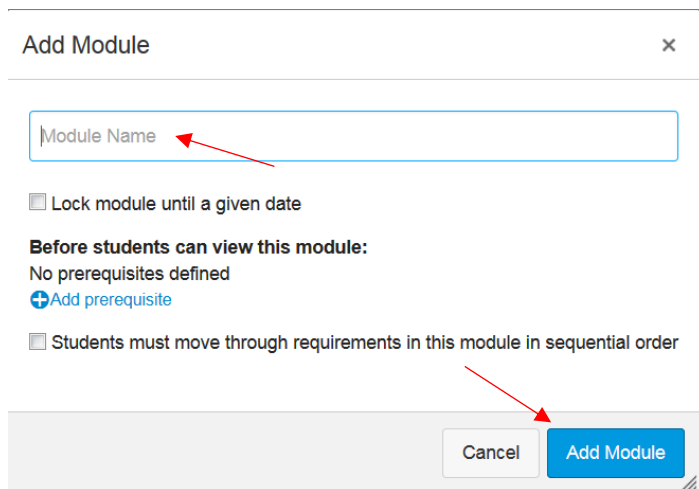 Add Module ×
Module Name
Lock module until a given date
Before students can view this module:
No prerequisites defined
Add prerequisite
Students must move through requirements in this module in sequential order
Cancel Add Module